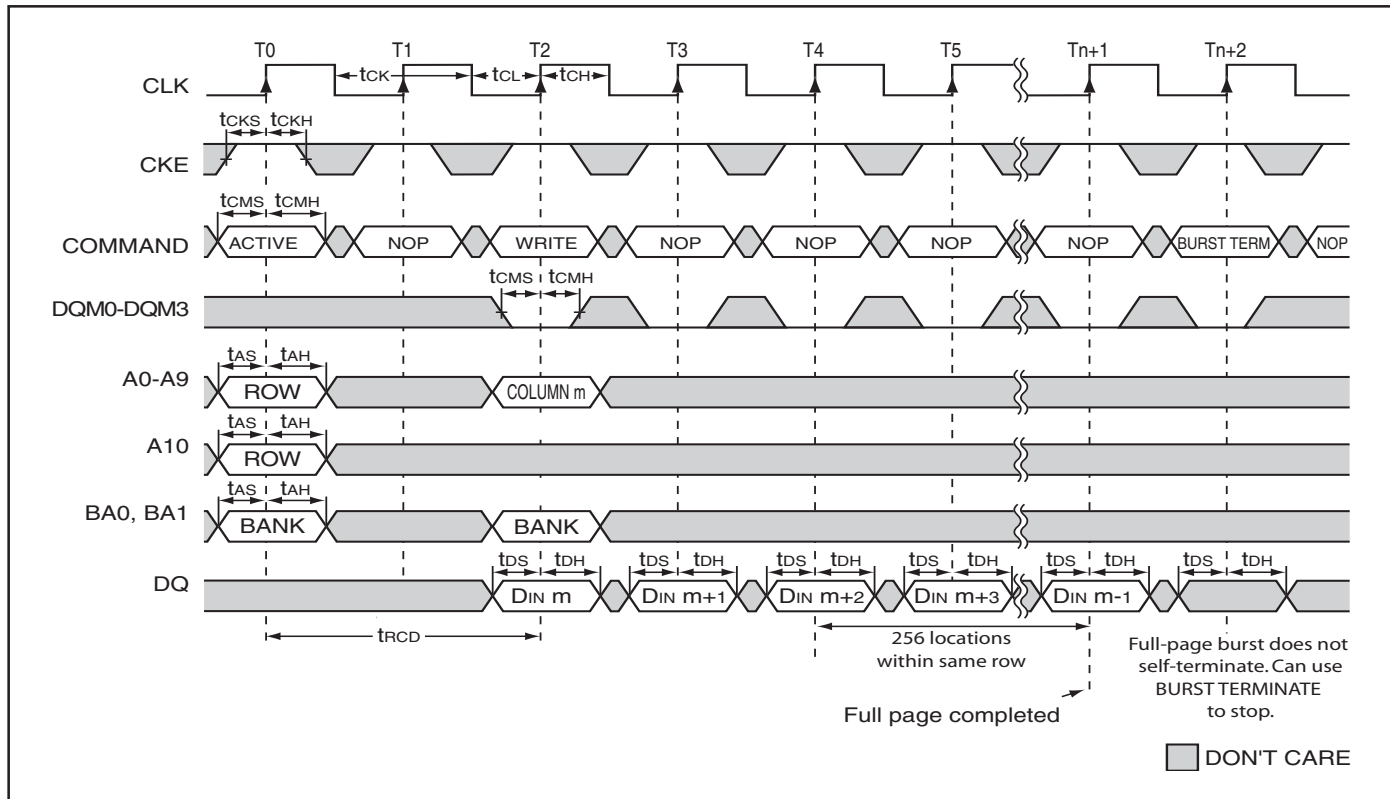 T0 T1 T2 T3 T4 T5 Tn+1 Tn+2
CLK tCK tCL tCH
tCKS tCKH
CKE
tCMS tCMH
COMMAND ACTIVE NOP WRITE NOP NOP NOP NOP BURST TERM NOP
tCMS tCMH
DQM0-DQM3
tAS tAH
A0-A9 ROW COLUMN m
tAS tAH
A10 ROW
tAS tAH
BA0, BA1 BANK BANK
tDS tDH tDS tDH tDS tDH tDS tDH tDS tDH tDS tDH
DQ DIN m DIN m+1 DIN m+2 DIN m+3 DIN m-1
tRCD
256 locations
within same row
Full page completed
Full-page burst does not
self-terminate. Can use
BURST TERMINATE
to stop.
DON'T CARE